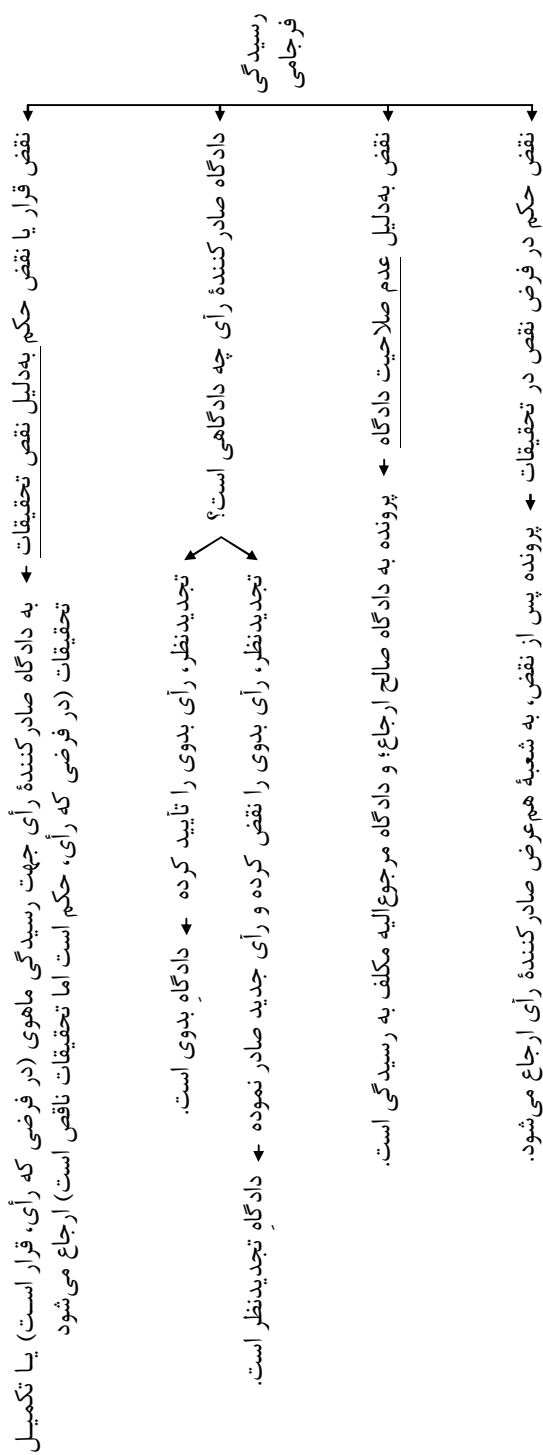 رسیدگی
فرجامی
نقض قرار یا نقض حکم به‌دلیل نقض تحقیقات ← به دادگاه صادرکنندهٔ رأی جهت رسیدگی ماهوی (در فرضی که رأی، قرار است) یا تکمیل
تحقیقات (در فرضی که رأی، حکم است اما تحقیقات ناقص است) ارجاع می‌شود
دادگاه صادرکنندهٔ رأی چه دادگاهی است؟
تجدیدنظر، رأی بدوی را تأیید کرده ← دادگاهِ بدوی است.
تجدیدنظر، رأی بدوی را نقض کرده و رأی جدید صادر نموده ← دادگاهِ تجدیدنظر است.
نقض به‌دلیل عدم صلاحیت دادگاه ← پرونده به دادگاه صالح ارجاع؛ و دادگاه مرجوع‌الیه مکلف به رسیدگی است.
نقض حکم در فرض نقض در تحقیقات ← پرونده پس از نقض، به شعبهٔ هم‌عرض صادرکنندهٔ رأی ارجاع می‌شود.